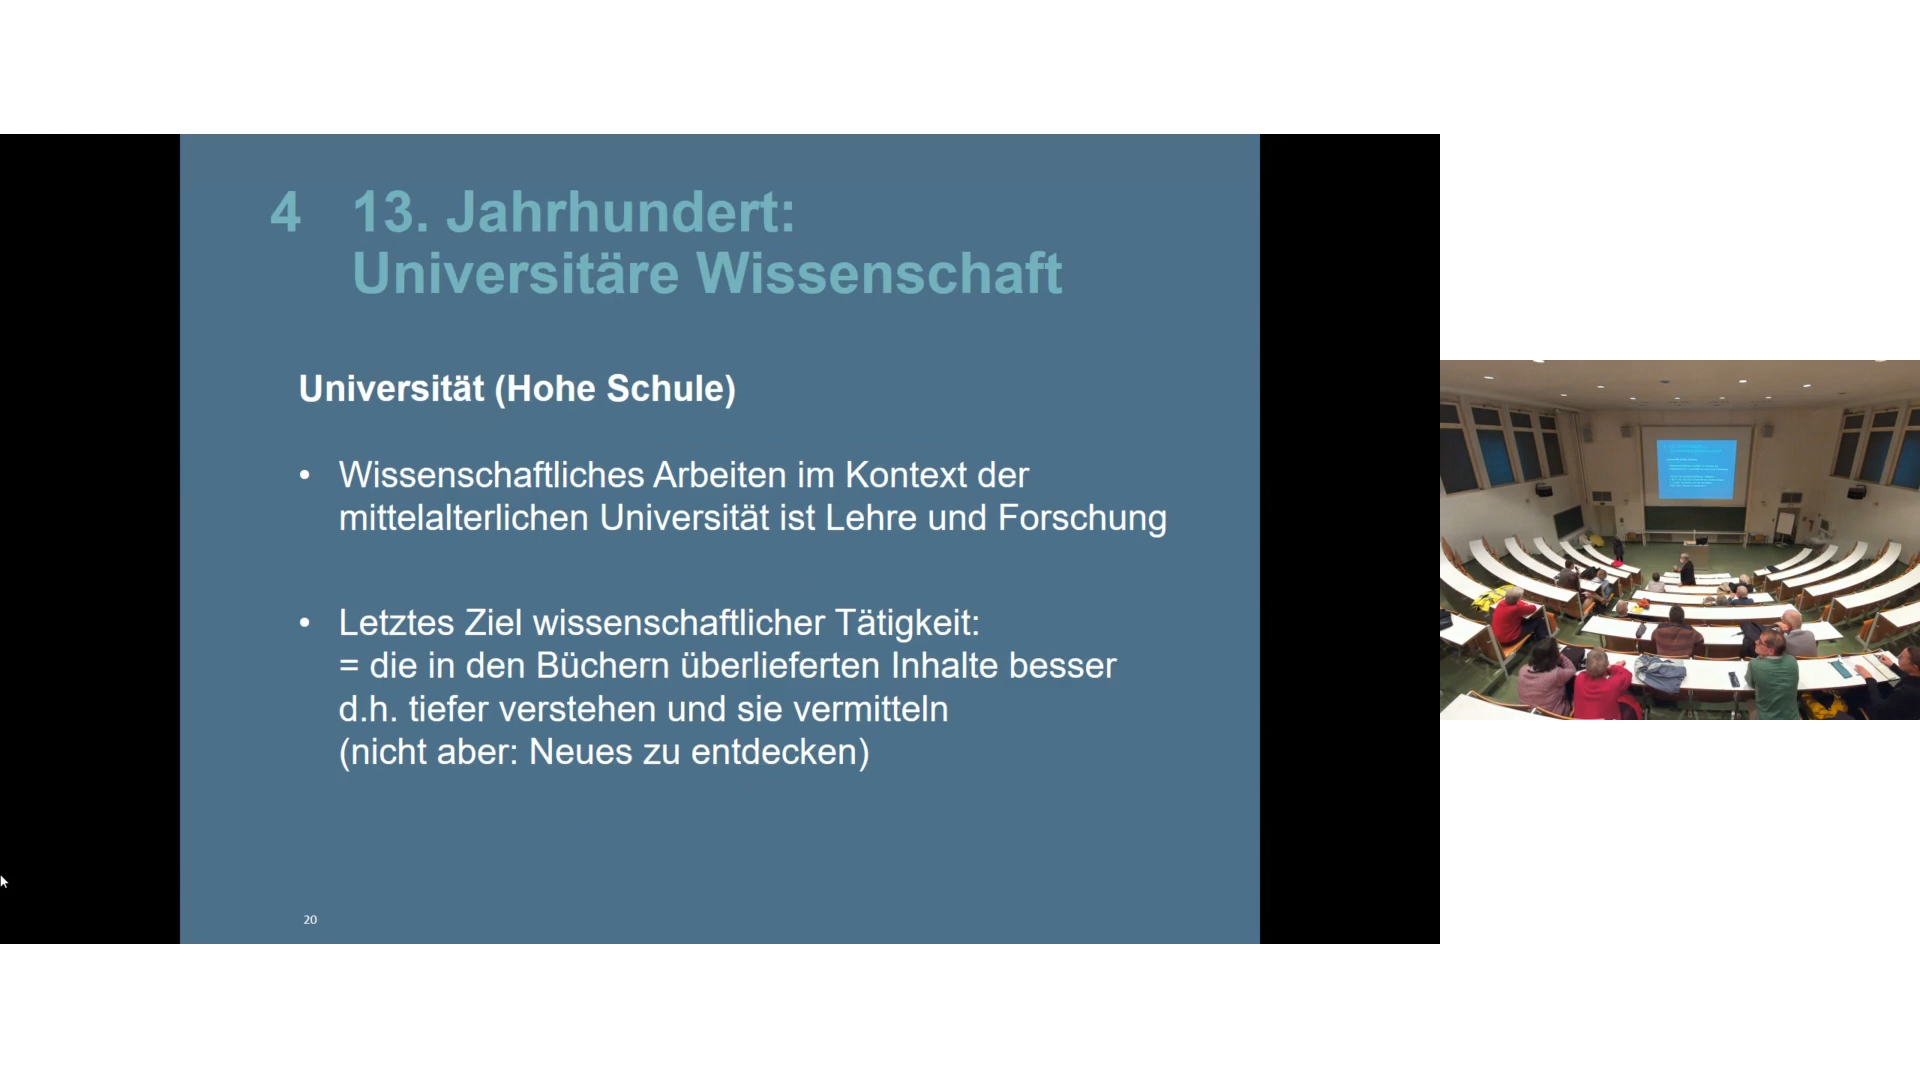 4 13. Jahrhundert:
Universitäre Wissenschaft
Universität (Hohe Schule)
• Wissenschaftliches Arbeiten im Kontext der
mittelalterlichen Universität ist Lehre und Forschung
• Letztes Ziel wissenschaftlicher Tätigkeit:
= die in den Büchern überlieferten Inhalte besser
d.h. tiefer verstehen und sie vermitteln
(nicht aber: Neues zu entdecken)
20